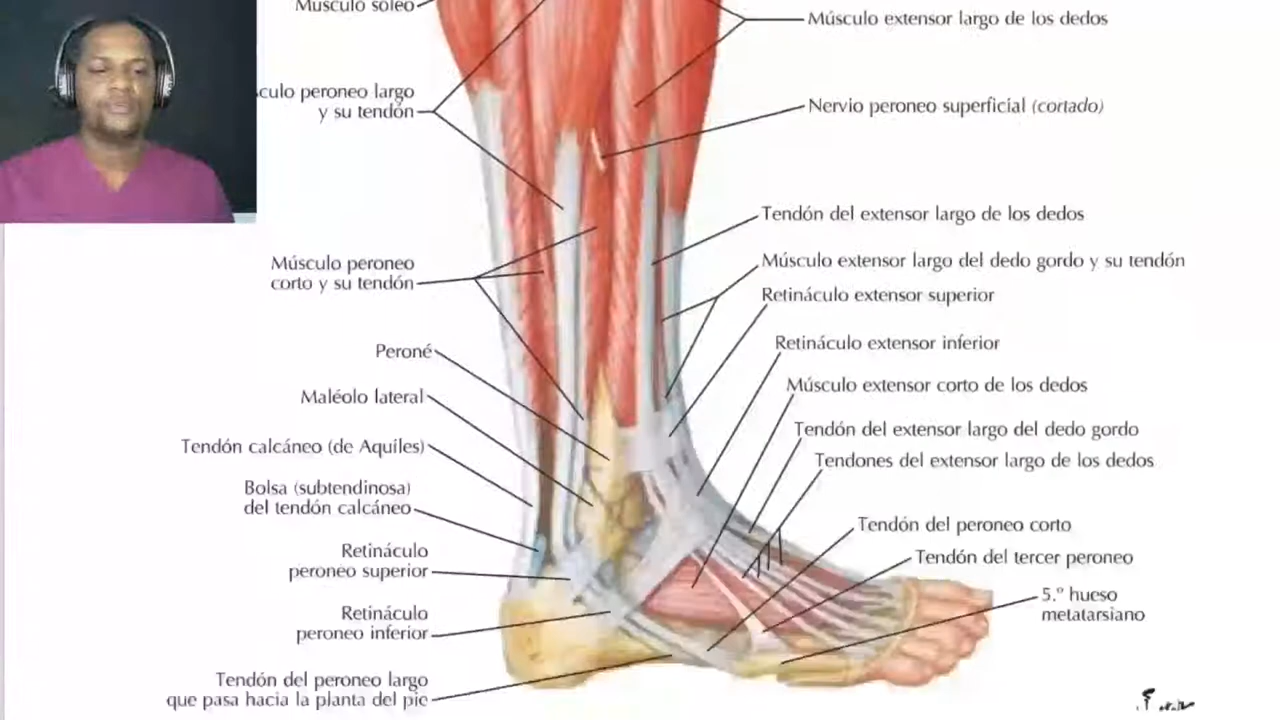 Músculo sóleo
Músculo extensor largo de los dedos
culo peroneo largo
y su tendón
Nervio peroneo superficial (cortado)
Tendón del extensor largo de los dedos
Músculo peroneo
corto y su tendón
Músculo extensor largo del dedo gordo y su tendón
Retináculo extensor superior
Peroné
Retináculo extensor inferior
Maléolo lateral
Músculo extensor corto de los dedos
Tendón calcáneo (de Aquiles)
Tendón del extensor largo del dedo gordo
Tendones del extensor largo de los dedos
Bolsa (subtendinosa)
del tendón calcáneo
Tendón del peroneo corto
Retináculo
peroneo superior
Tendón del tercer peroneo
5.º hueso
metatarsiano
Retináculo
peroneo inferior
Tendón del peroneo largo
que pasa hacia la planta del pie